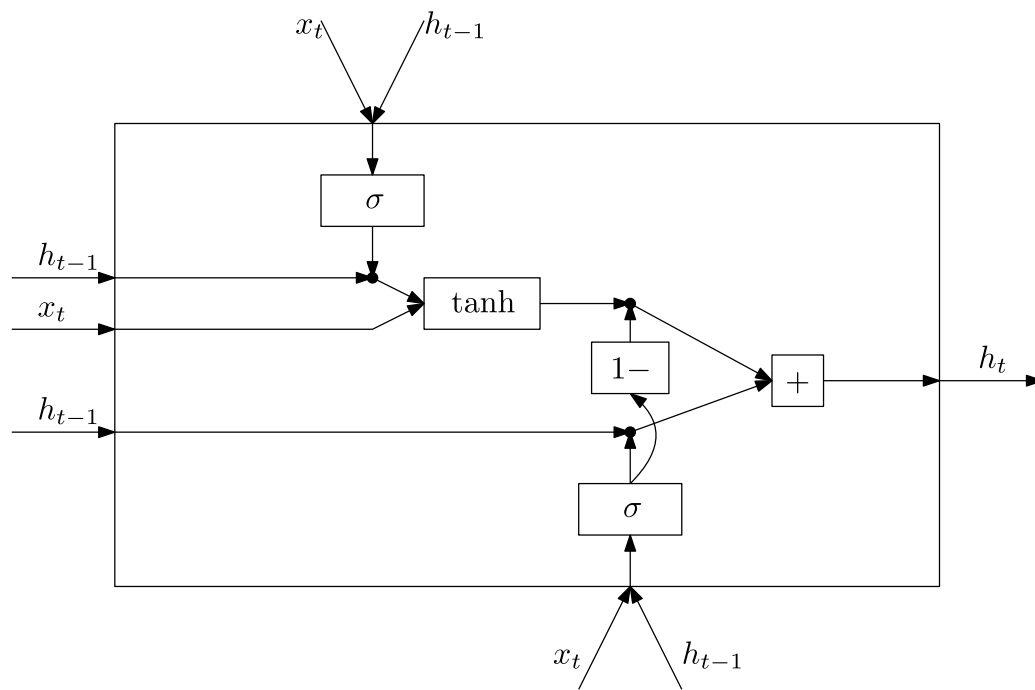 x_t h_{t−1}
σ
h_{t−1}
x_t
tanh
1−
h_t
+
h_{t−1}
σ
x_t h_{t−1}